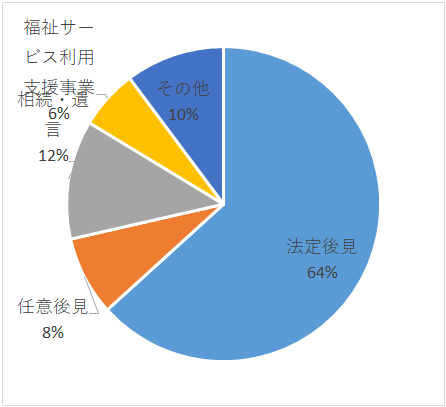 福祉サー
ビス利用
支援事業
6%
相続・遺
言
12%
その他
10%
法定後見
64%
任意後見
8%